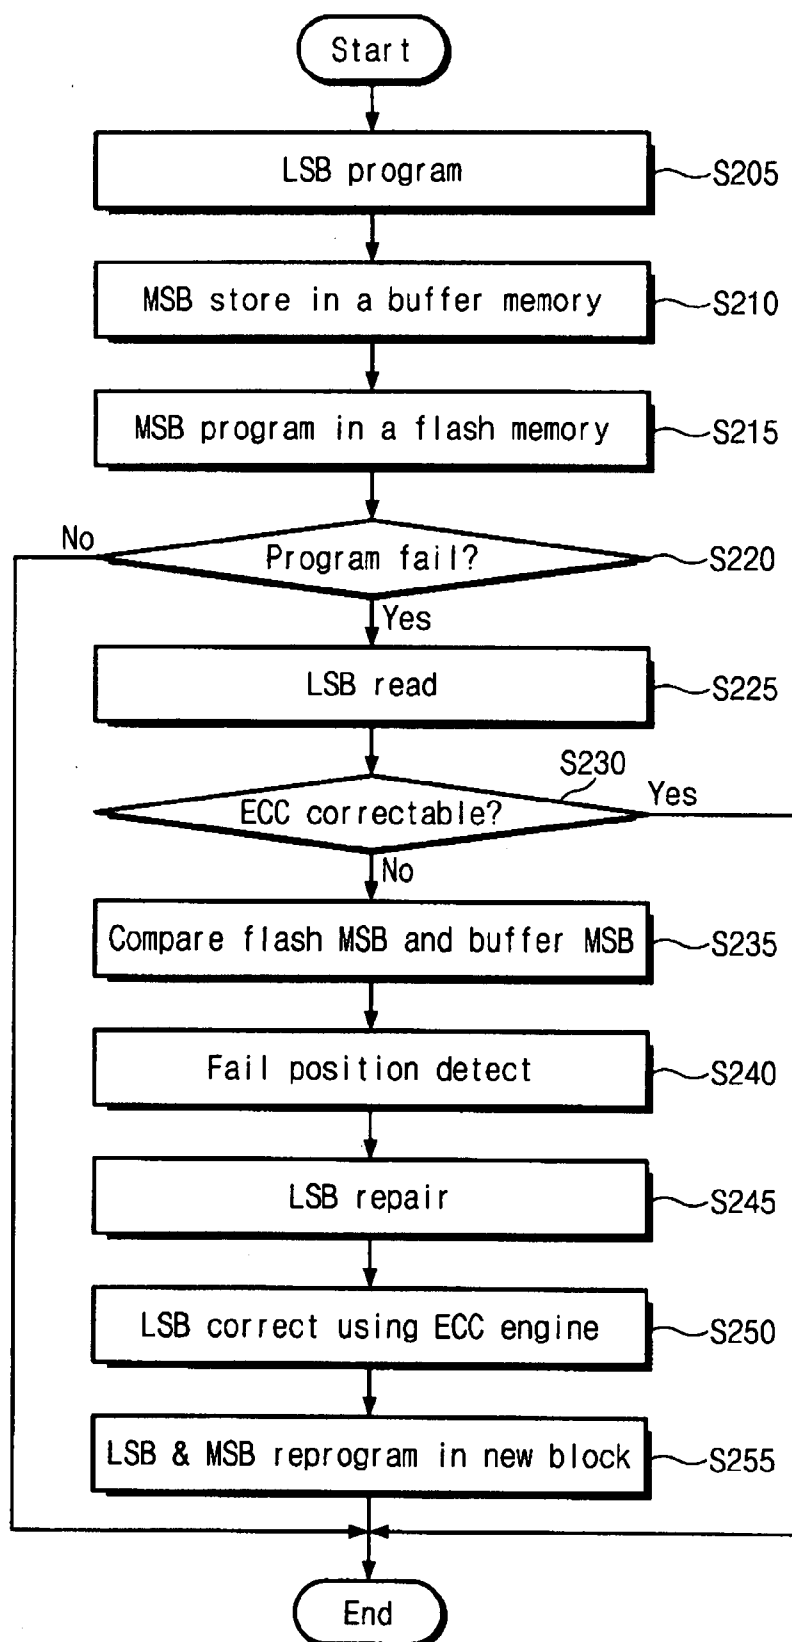 Start
LSB program
S205
MSB store in a buffer memory
S210
MSB program in a flash memory
S215
No
Program fail?
S220
Yes
LSB read
S225
S230
ECC correctable?
Yes
No
Compare flash MSB and buffer MSB
S235
Fail position detect
S240
LSB repair
S245
LSB correct using ECC engine
S250
LSB & MSB reprogram in new block
S255
End